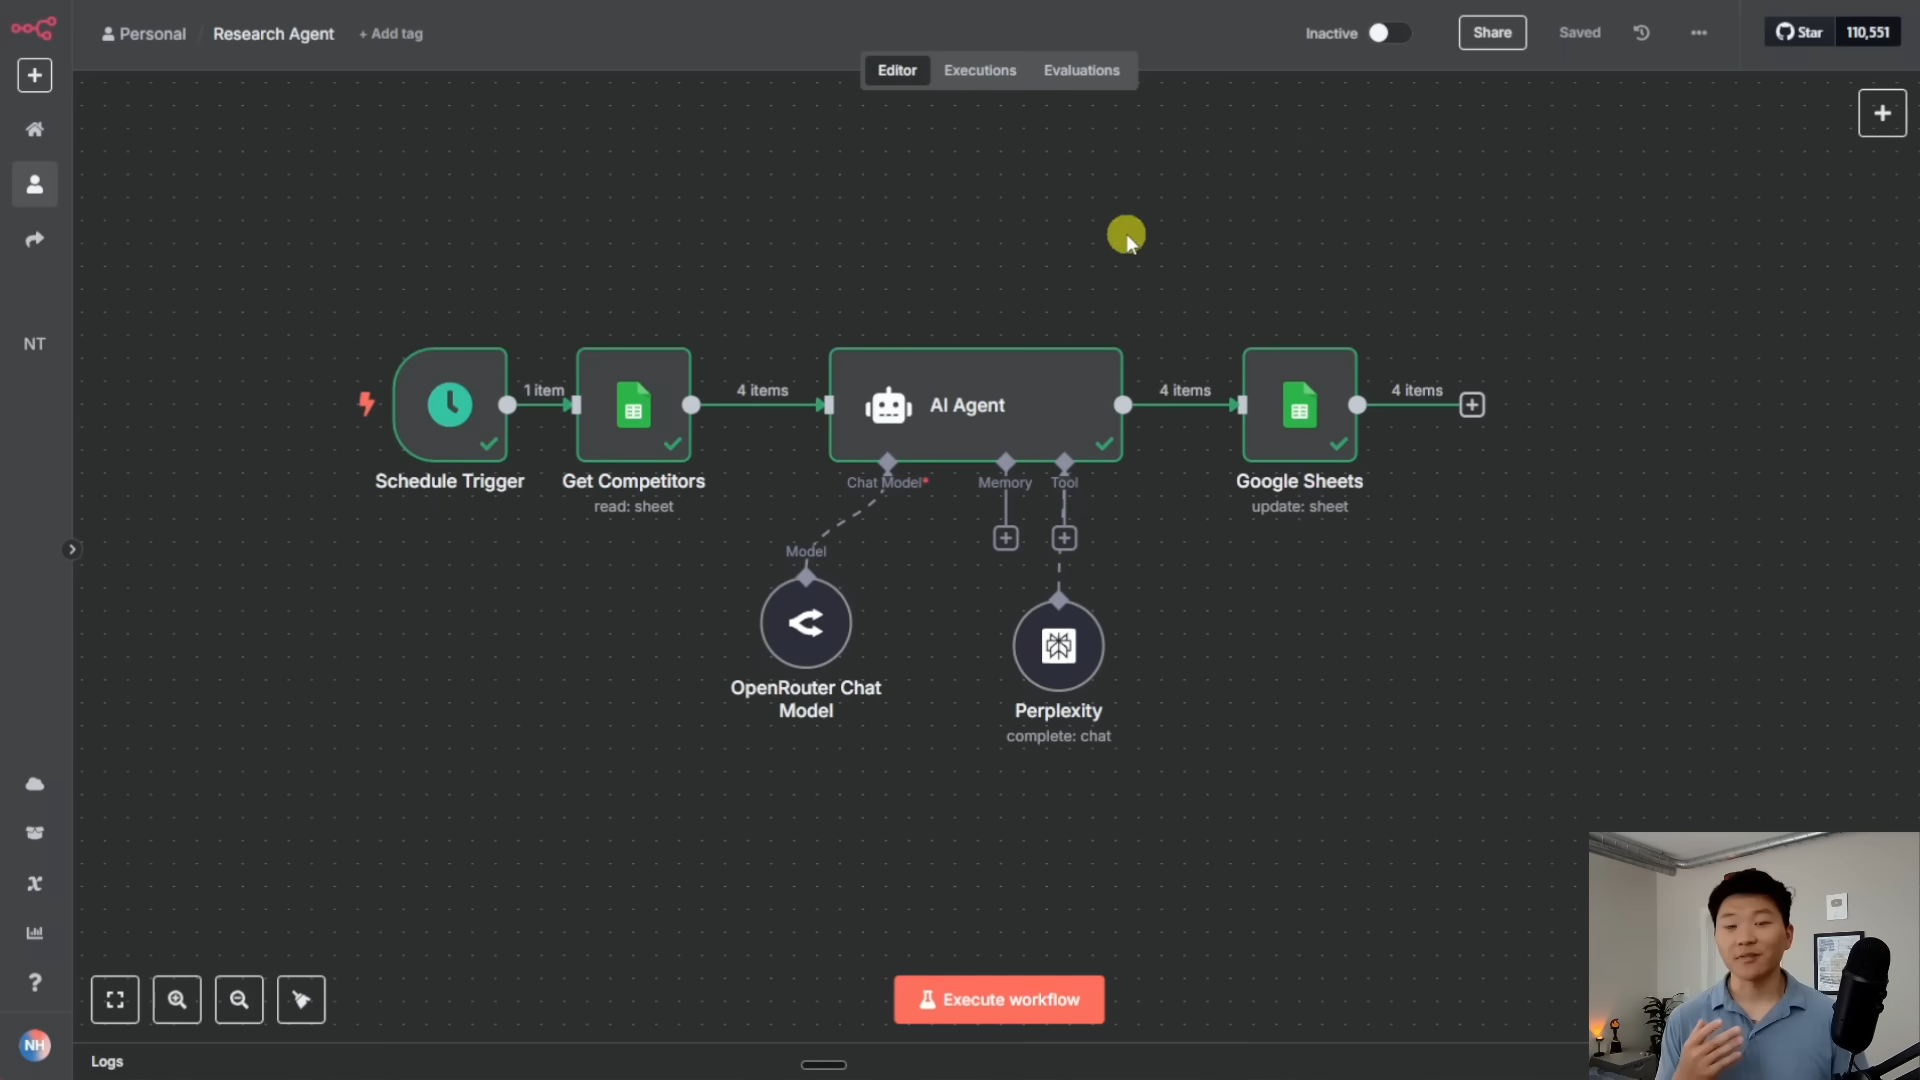 Personal / Research Agent + Add tag
Inactive
Share
Saved
Star 110,551
Editor Executions Evaluations
NT
1 item
4 items
AI Agent
4 items
4 items
Schedule Trigger
Get Competitors
read: sheet
Chat Model*
Memory
Tool
Google Sheets
update: sheet
Model
OpenRouter Chat
Model
Perplexity
complete: chat
Execute workflow
NH
Logs